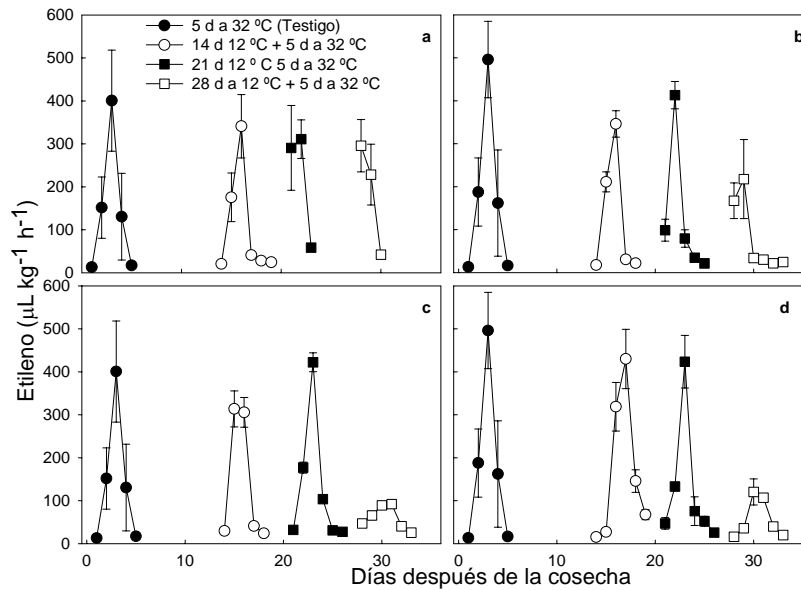 600
500
400
300
200
100
0
5 d a 32 ºC (Testigo)
14 d 12 ºC + 5 d a 32 ºC
21 d 12 º C 5 d a 32 ºC
28 d a 12 ºC + 5 d a 32 ºC
a
b
600
500
400
300
200
100
0
c
d
Etileno (µL kg⁻¹ h⁻¹)
0 10 20 30
0 10 20 30
Días después de la cosecha